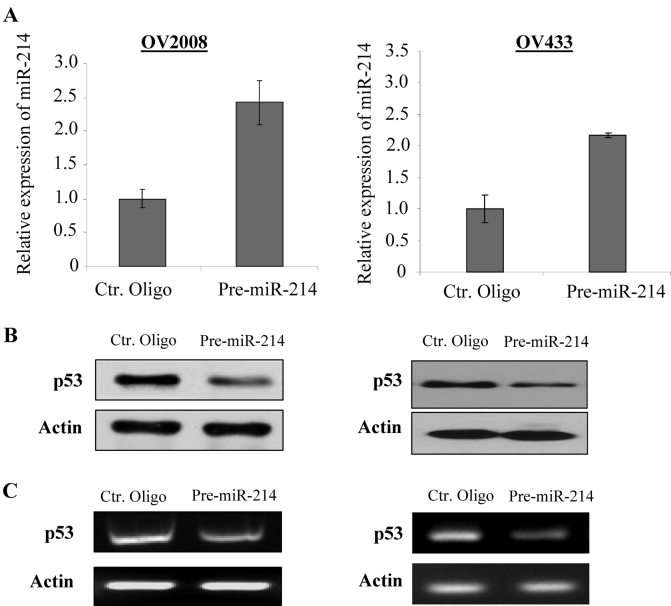 A
OV2008
Relative expression of miR-214
3.0
2.5
2.0
1.5
1.0
0.5
0
Ctr. Oligo Pre-miR-214
OV433
Relative expression of miR-214
3.5
3.0
2.5
2.0
1.5
1.0
0.5
0
Ctr. Oligo Pre-miR-214
B
Ctr. Oligo Pre-miR-214
p53
Actin
Ctr. Oligo Pre-miR-214
p53
Actin
C
Ctr. Oligo Pre-miR-214
p53
Actin
Ctr. Oligo Pre-miR-214
p53
Actin